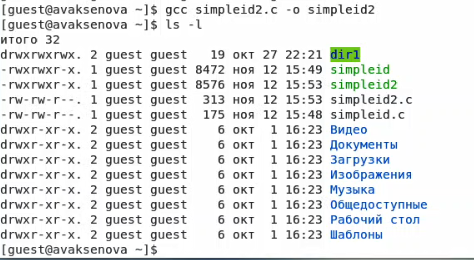 [guest@avaksenova ~]$ gcc simpleid2.c -o simpleid2
[guest@avaksenova ~]$ ls -l
итого 32
drwxrwxrwx. 2 guest guest   19 окт 27 22:21 dir1
-rwxrwxr-x. 1 guest guest 8472 ноя 12 15:49 simpleid
-rwxrwxr-x. 1 guest guest 8576 ноя 12 15:53 simpleid2
-rw-rw-r--. 1 guest guest  313 ноя 12 15:53 simpleid2.c
-rw-rw-r--. 1 guest guest  175 ноя 12 15:48 simpleid.c
drwxr-xr-x. 2 guest guest    6 окт  1 16:23 Видео
drwxr-xr-x. 2 guest guest    6 окт  1 16:23 Документы
drwxr-xr-x. 2 guest guest    6 окт  1 16:23 Загрузки
drwxr-xr-x. 2 guest guest    6 окт  1 16:23 Изображения
drwxr-xr-x. 2 guest guest    6 окт  1 16:23 Музыка
drwxr-xr-x. 2 guest guest    6 окт  1 16:23 Общедоступные
drwxr-xr-x. 2 guest guest    6 окт  1 16:23 Рабочий стол
drwxr-xr-x. 2 guest guest    6 окт  1 16:23 Шаблоны
[guest@avaksenova ~]$